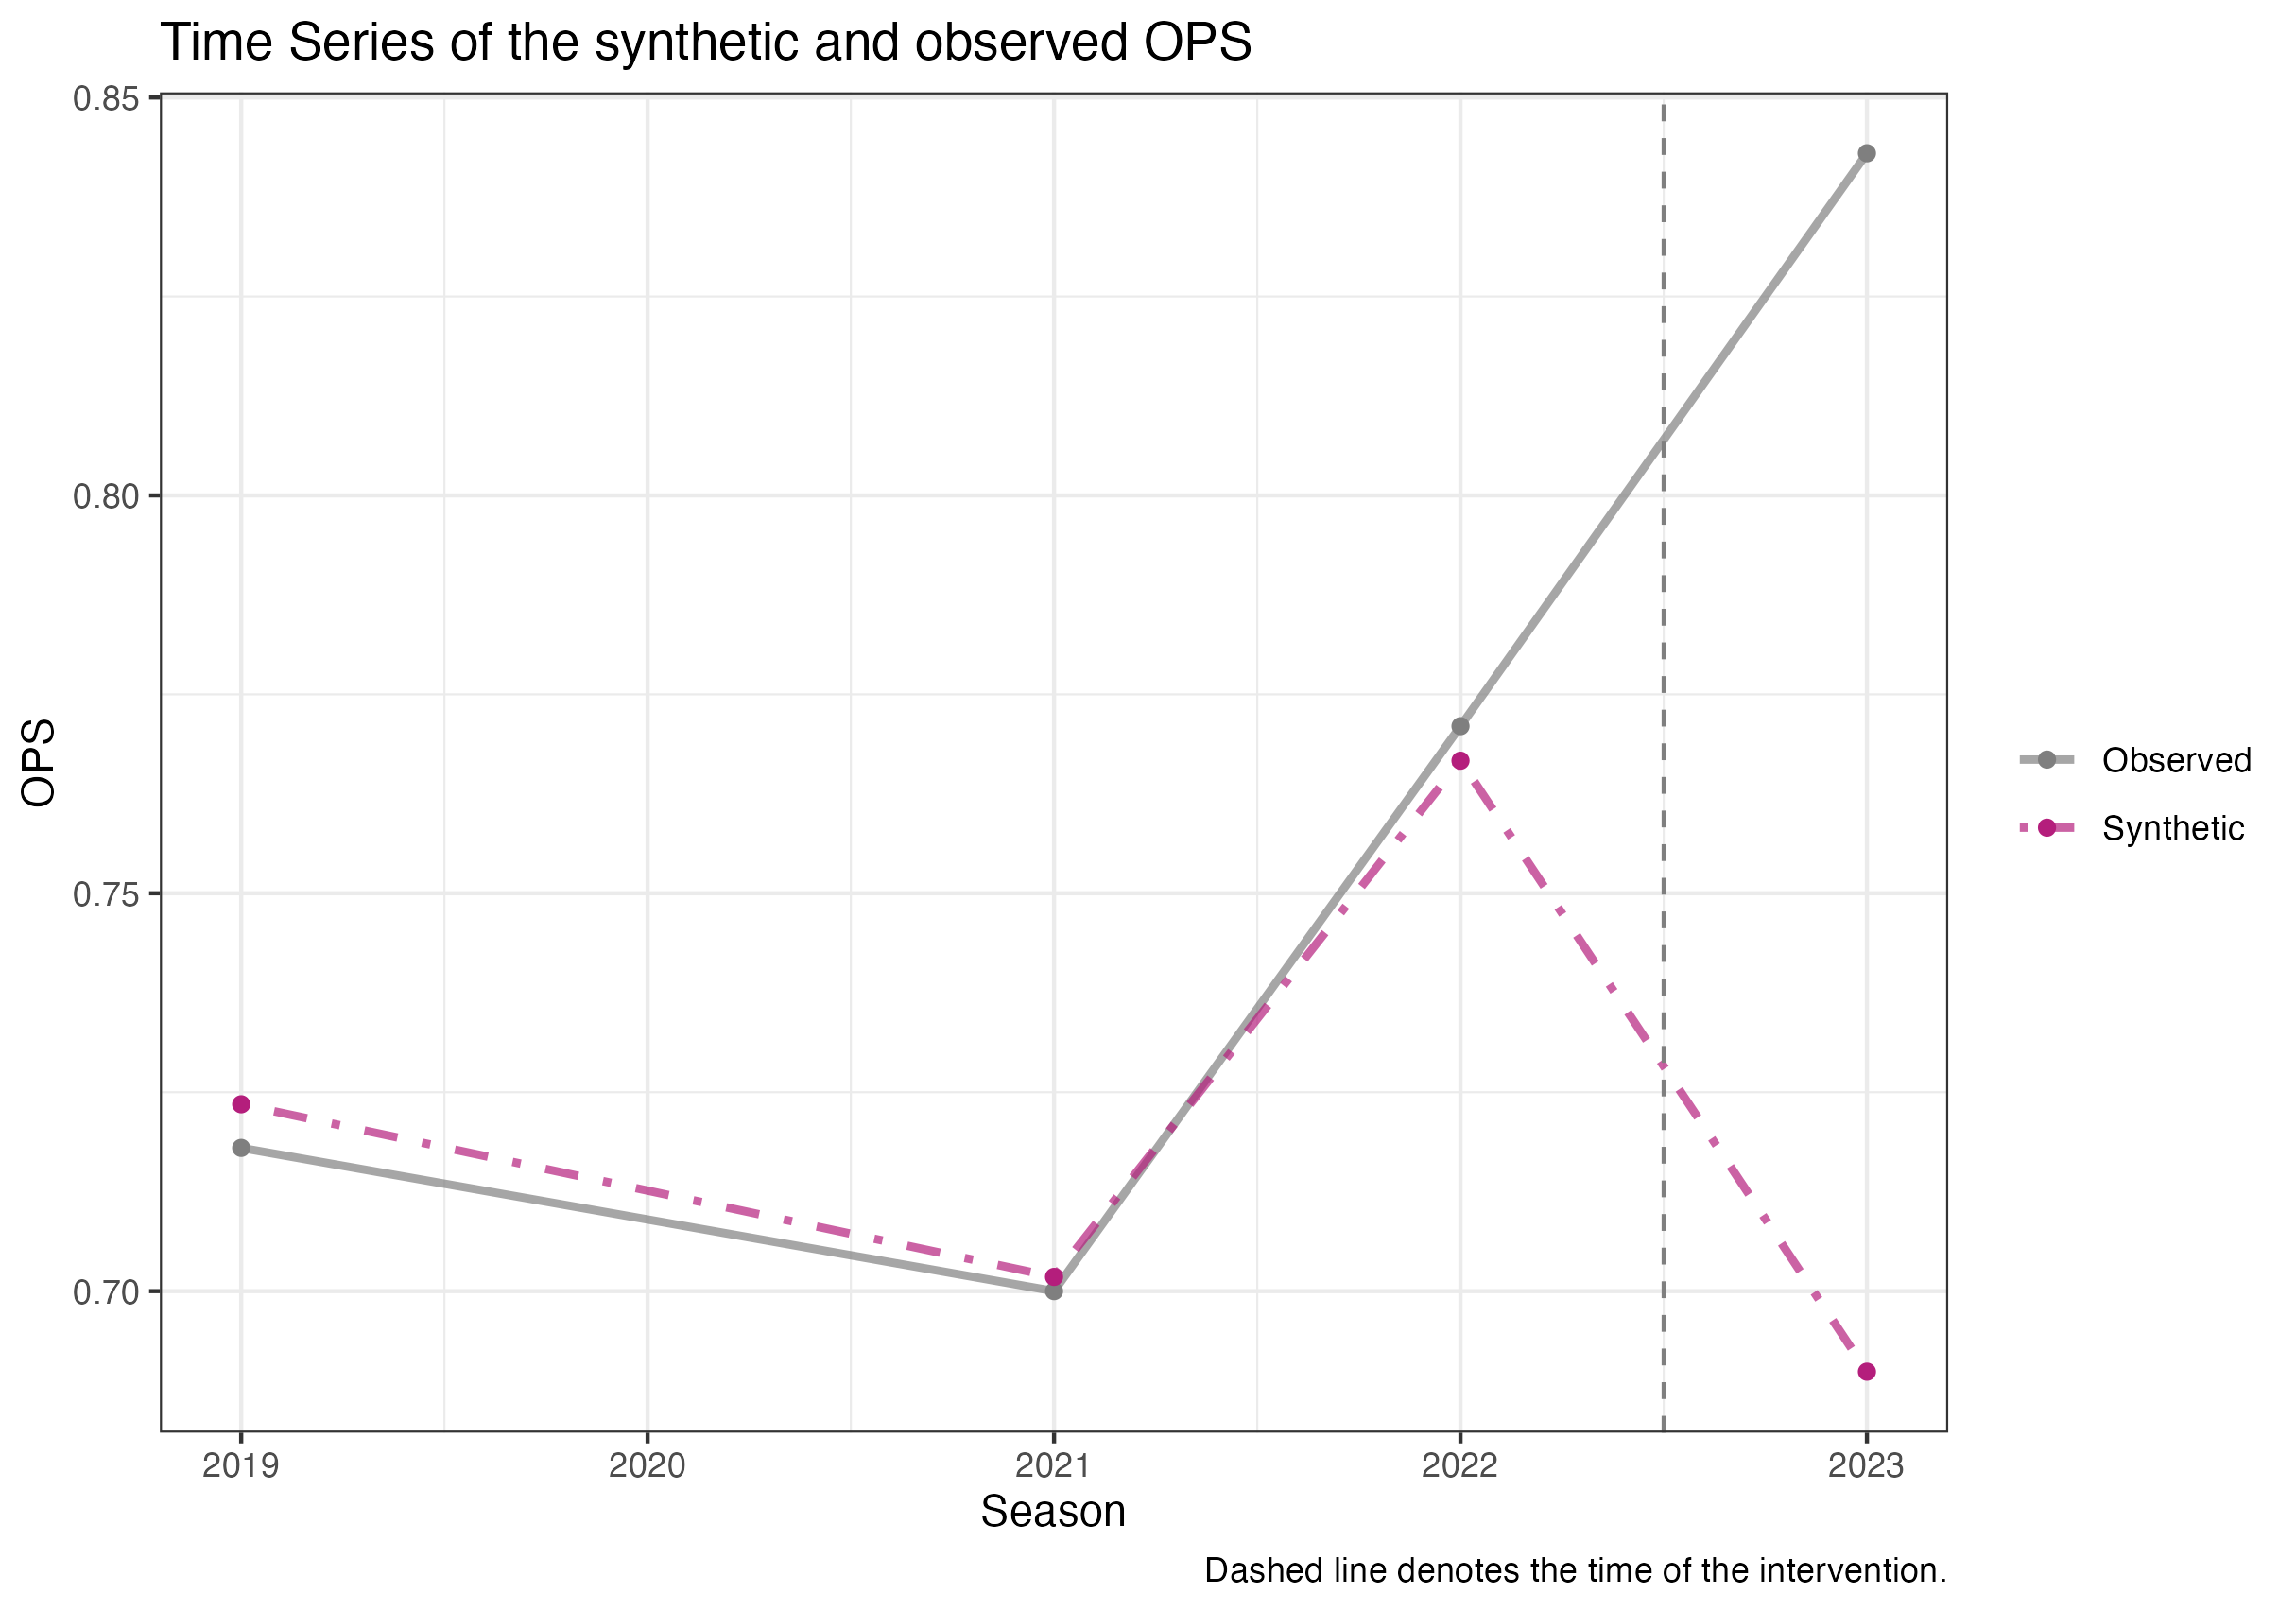 Time Series of the synthetic and observed OPS
0.85
0.80
0.75
0.70
OPS
2019 2020 2021 2022 2023
Season
Observed
Synthetic
Dashed line denotes the time of the intervention.